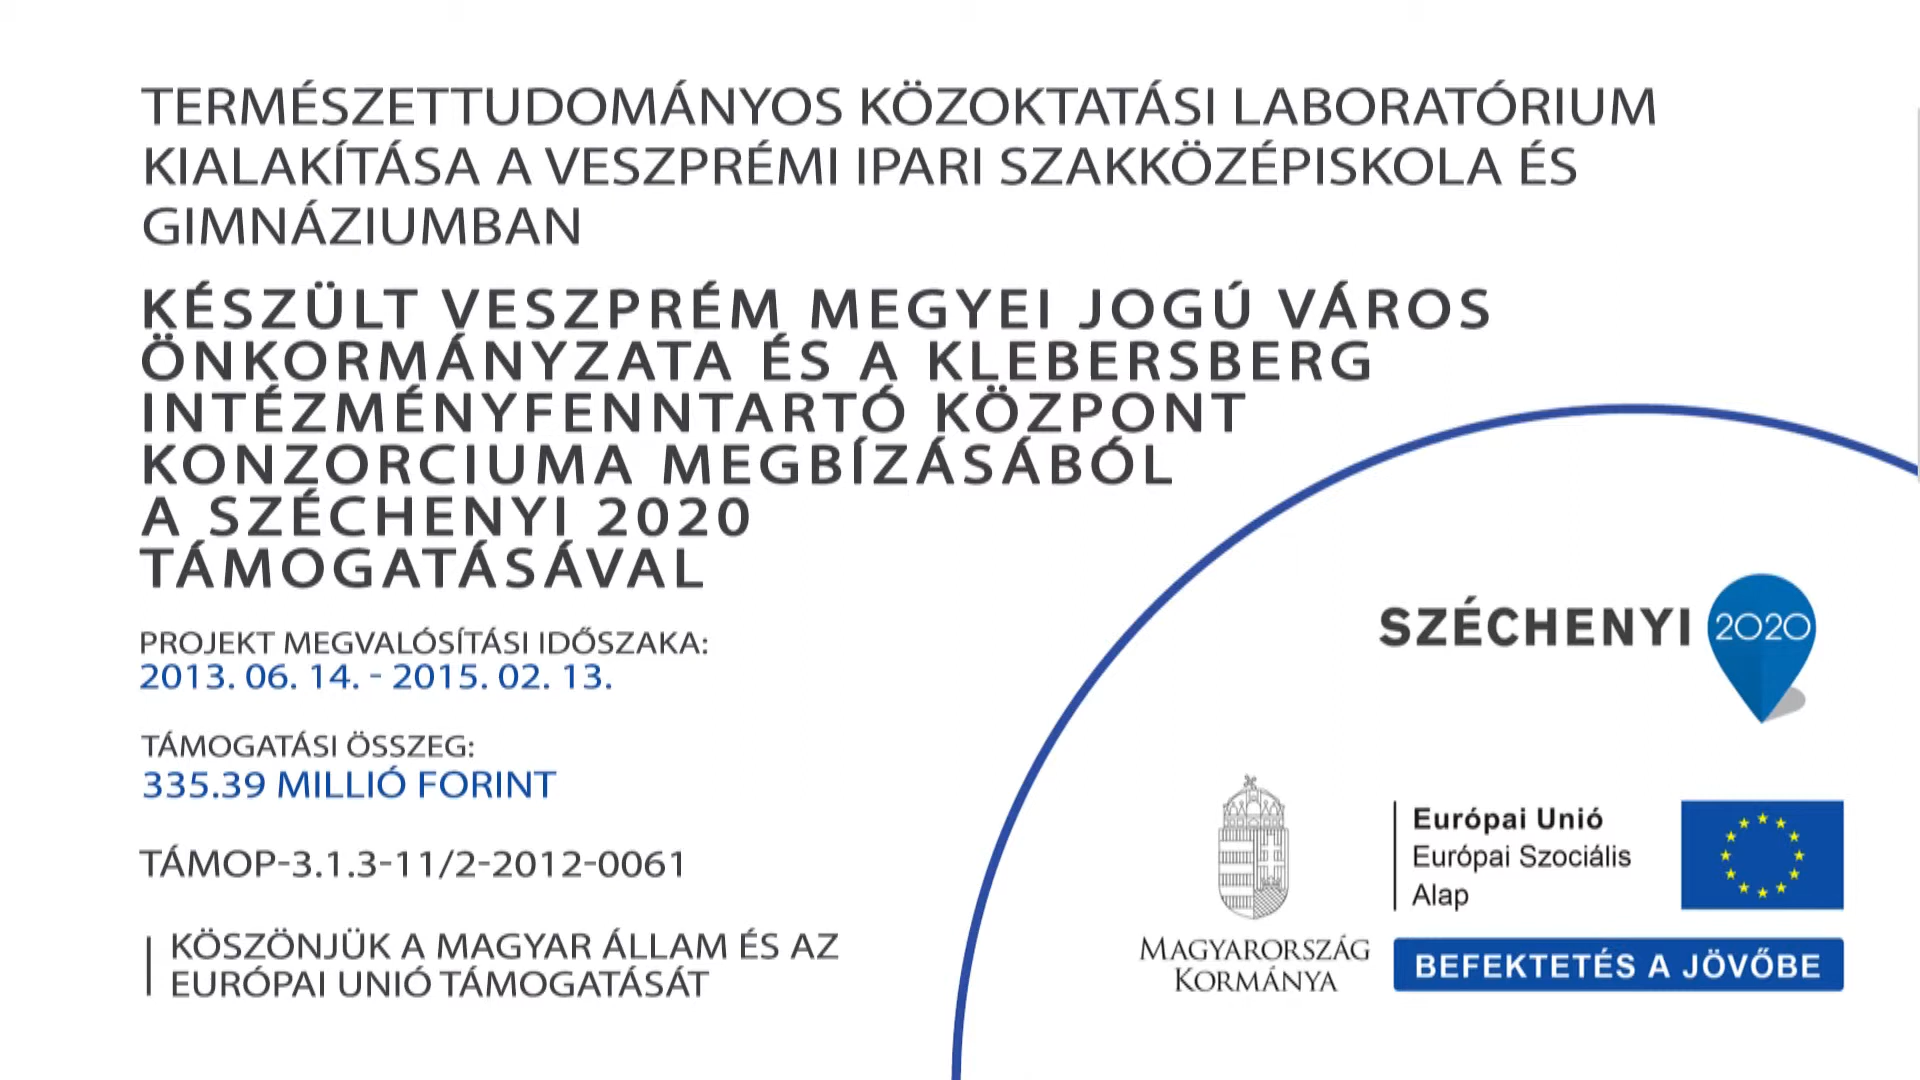 TERMÉSZETTUDOMÁNYOS KÖZOKTATÁSI LABORATÓRIUM
KIALAKÍTÁSA A VESZPRÉMI IPARI SZAKKÖZÉPISKOLA ÉS
GIMNÁZIUMBAN
KÉSZÜLT VESZPRÉM MEGYEI JOGÚ VÁROS
ÖNKORMÁNYZATA ÉS A KLEBERSBERG
INTÉZMÉNYFENNTARTÓ KÖZPONT
KONZORCIUMA MEGBÍZÁSÁBÓL
A SZÉCHENYI 2020
TÁMOGATÁSÁVAL
PROJEKT MEGVALÓSÍTÁSI IDŐSZAKA:
2013. 06. 14. - 2015. 02. 13.
TÁMOGATÁSI ÖSSZEG:
335.39 MILLIÓ FORINT
TÁMOP-3.1.3-11/2-2012-0061
KÖSZÖNJÜK A MAGYAR ÁLLAM ÉS AZ
EURÓPAI UNIÓ TÁMOGATÁSÁT
SZÉCHENYI 2020
MAGYARORSZÁG
KORMÁNYA
Európai Unió
Európai Szociális
Alap
BEFEKTETÉS A JÖVŐBE